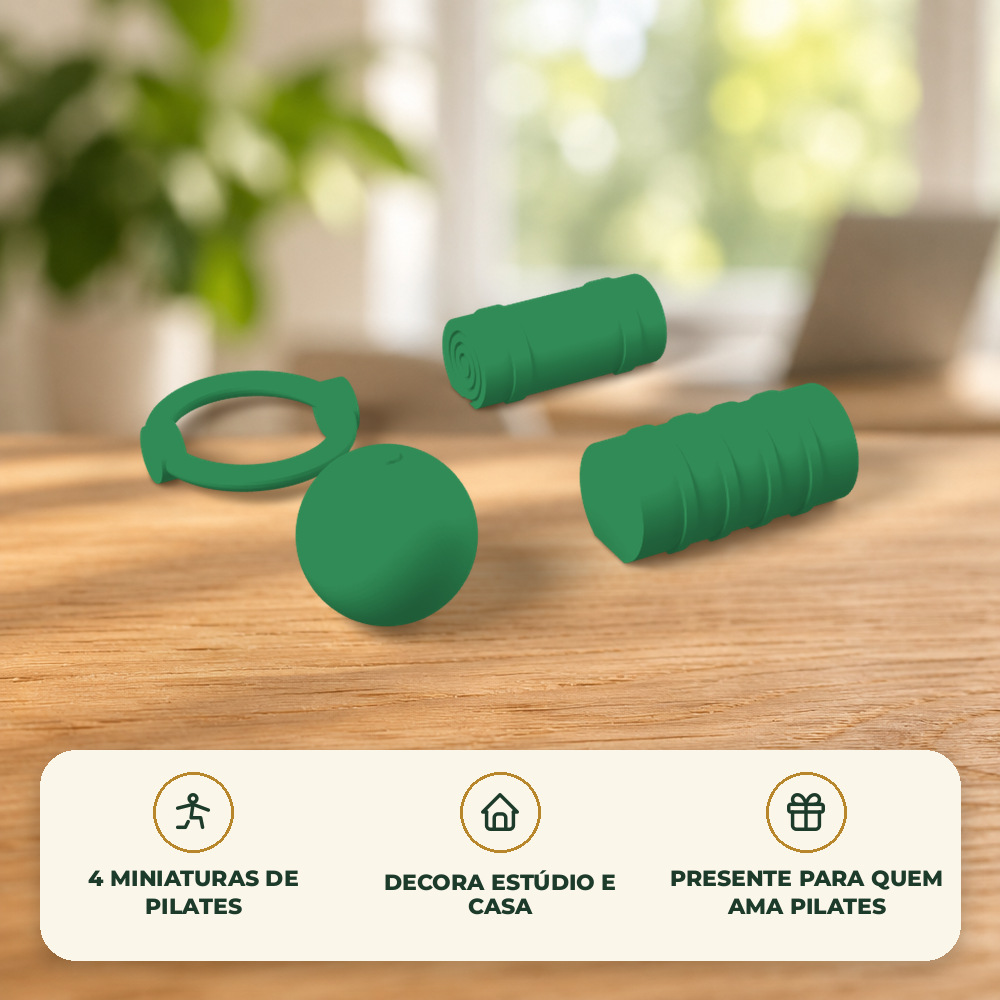 4 MINIATURAS DE
PILATES
DECORA ESTÚDIO E
CASA
PRESENTE PARA QUEM
AMA PILATES